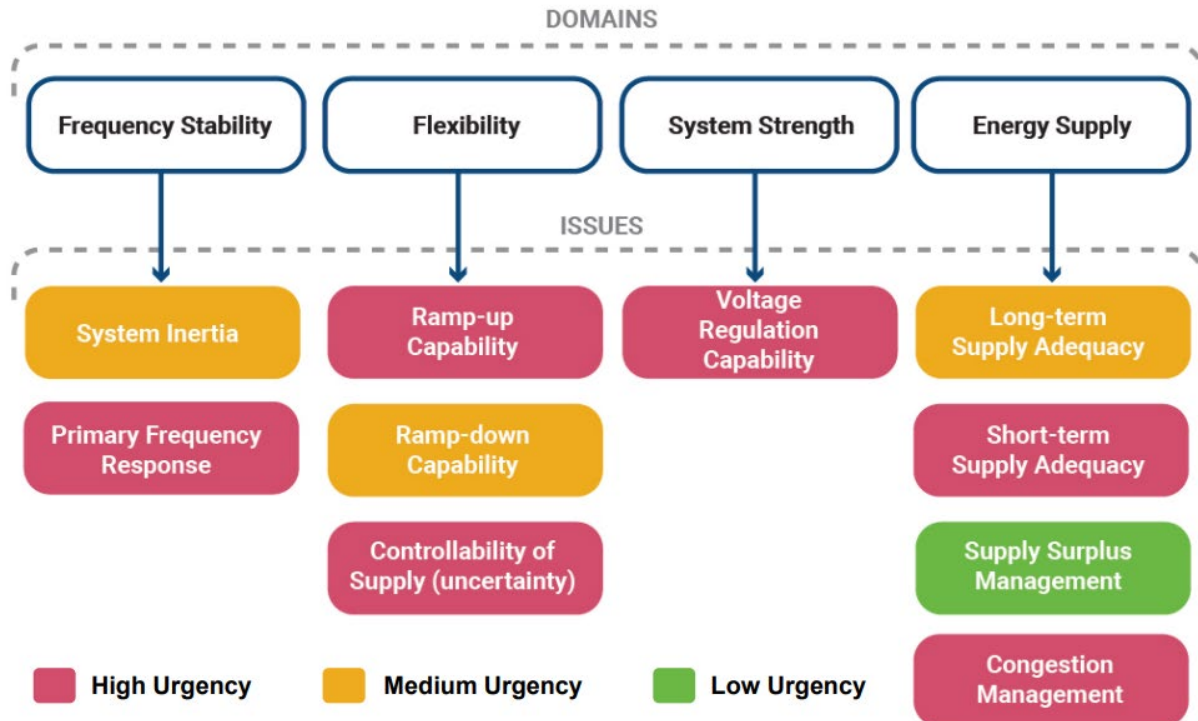 DOMAINS
Frequency Stability
Flexibility
System Strength
Energy Supply
ISSUES
System Inertia
Primary Frequency
Response
Ramp-up
Capability
Ramp-down
Capability
Controllability of
Supply (uncertainty)
Voltage
Regulation
Capability
Long-term
Supply Adequacy
Short-term
Supply Adequacy
Supply Surplus
Management
Congestion
Management
High Urgency
Medium Urgency
Low Urgency